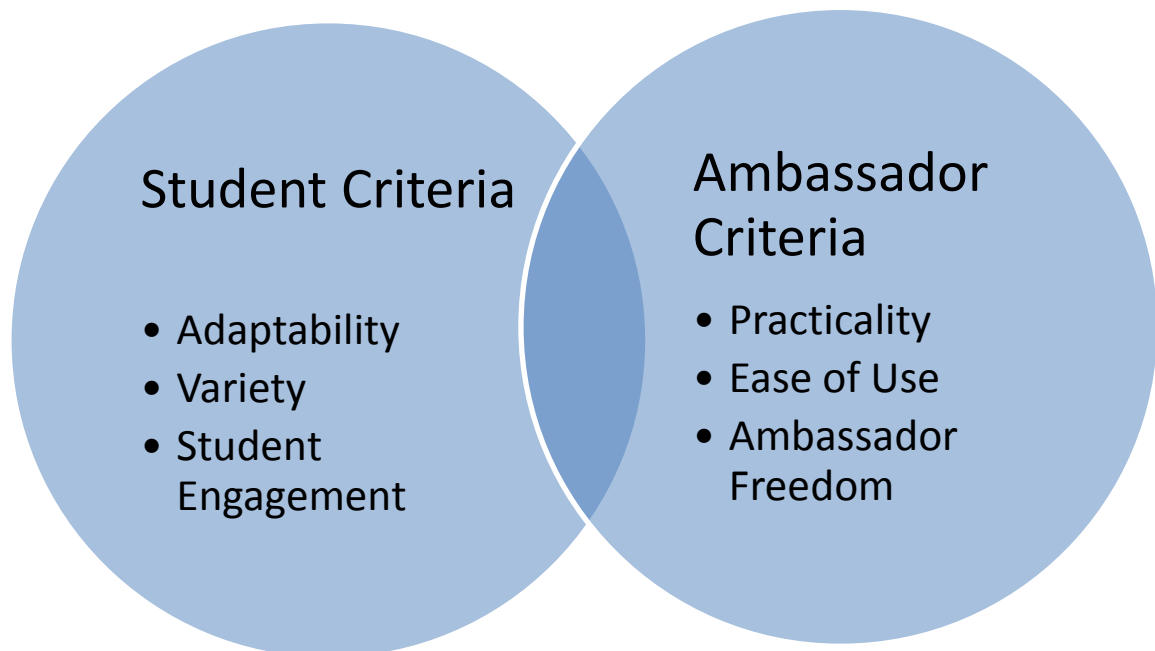 Student Criteria
• Adaptability
• Variety
• Student
Engagement
Ambassador
Criteria
• Practicality
• Ease of Use
• Ambassador
Freedom